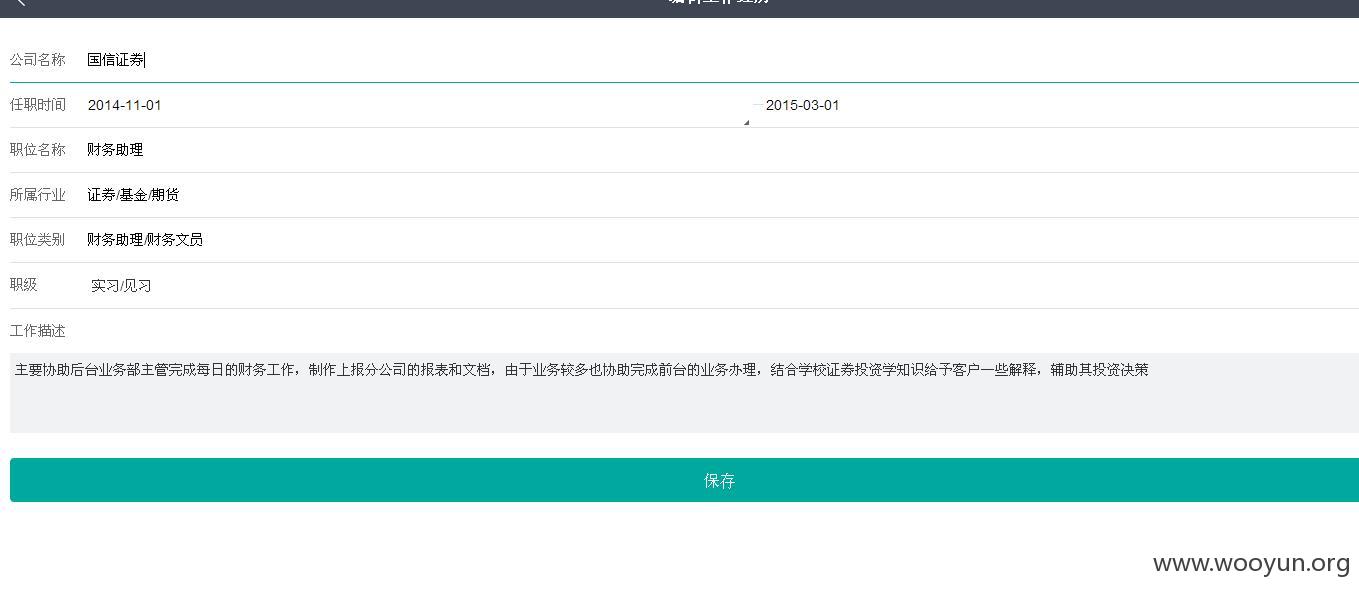 编辑工作经历
公司名称 国信证券
任职时间 2014-11-01 — 2015-03-01
职位名称 财务助理
所属行业 证券/基金/期货
职位类别 财务助理/财务文员
职级 实习/见习
工作描述
主要协助后台业务部主管完成每日的财务工作，制作上报分公司的报表和文档，由于业务较多也协助完成前台的业务办理，结合学校证券投资学知识给予客户一些解释，辅助其投资决策
保存
www.wooyun.org